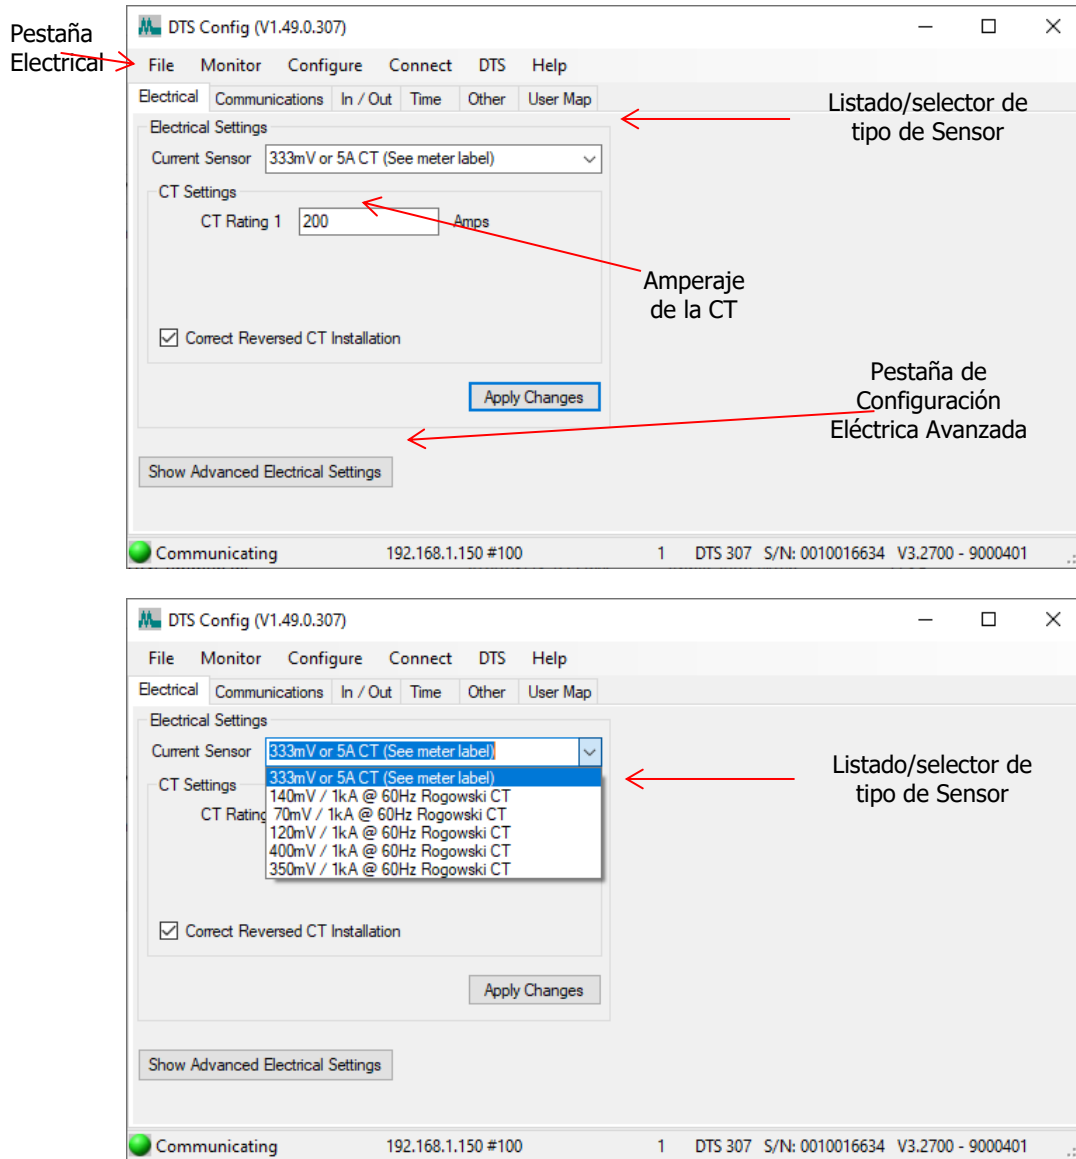 Pestaña
Electrical
DTS Config (V1.49.0.307)
File Monitor Configure Connect DTS Help
Electrical Communications In / Out Time Other User Map
Listado/selector de
tipo de Sensor
Electrical Settings
Current Sensor 333mV or 5A CT (See meter label)
CT Settings
CT Rating 1 200 Amps
Amperaje
de la CT
Correct Reversed CT Installation
Pestaña de
Configuración
Eléctrica Avanzada
Apply Changes
Show Advanced Electrical Settings
Communicating 192.168.1.150 #100 1 DTS 307 S/N: 0010016634 V3.2700 - 9000401
DTS Config (V1.49.0.307)
File Monitor Configure Connect DTS Help
Electrical Communications In / Out Time Other User Map
Electrical Settings
Current Sensor 333mV or 5A CT (See meter label)
Listado/selector de
tipo de Sensor
CT Settings
CT Rating
333mV or 5A CT (See meter label)
140mV / 1kA @ 60Hz Rogowski CT
70mV / 1kA @ 60Hz Rogowski CT
120mV / 1kA @ 60Hz Rogowski CT
400mV / 1kA @ 60Hz Rogowski CT
350mV / 1kA @ 60Hz Rogowski CT
Correct Reversed CT Installation
Apply Changes
Show Advanced Electrical Settings
Communicating 192.168.1.150 #100 1 DTS 307 S/N: 0010016634 V3.2700 - 9000401